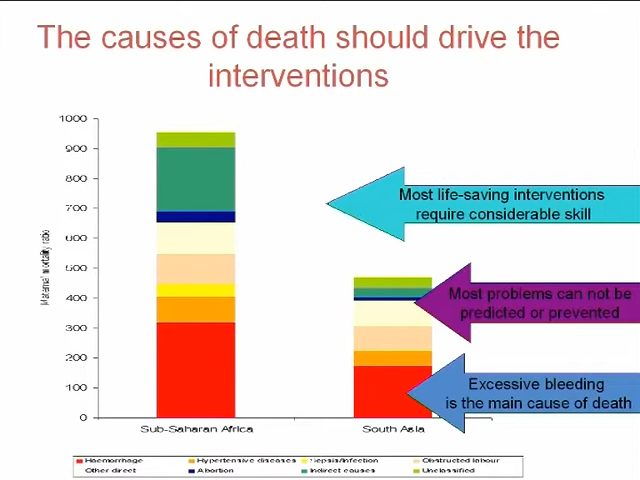 The causes of death should drive the
interventions
1000
900
800
700
600
500
400
300
200
100
0
Maternal mortality ratio
Sub-Saharan Africa
South Asia
Most life-saving interventions
require considerable skill
Most problems can not be
predicted or prevented
Excessive bleeding
is the main cause of death
Haemorrhage Hypertensive diseases Sepsis/infection Obstructed labour
Other direct Abortion Indirect causes Unclassified